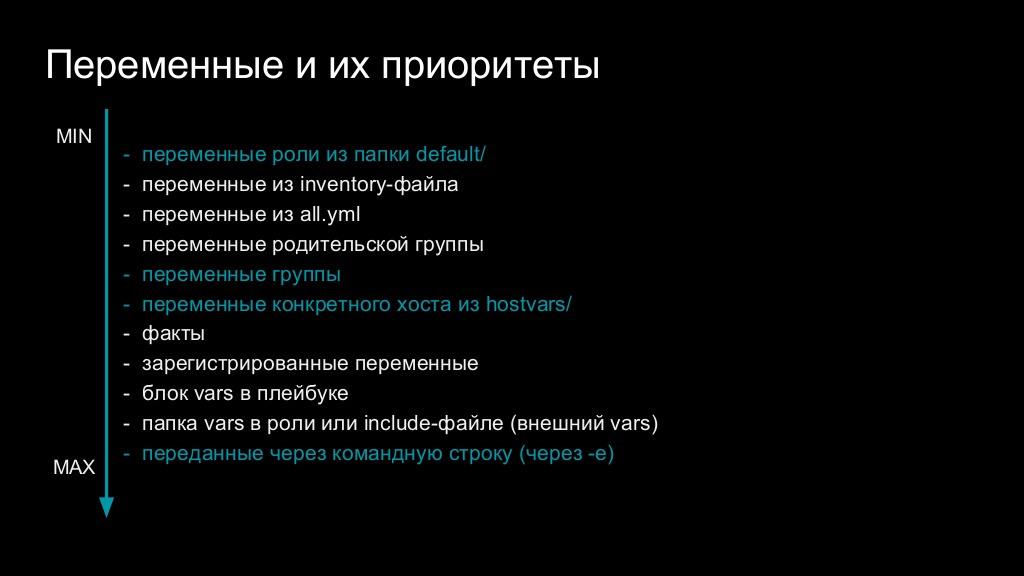 Переменные и их приоритеты
MIN
- переменные роли из папки default/
- переменные из inventory-файла
- переменные из all.yml
- переменные родительской группы
- переменные группы
- переменные конкретного хоста из hostvars/
- факты
- зарегистрированные переменные
- блок vars в плейбуке
- папка vars в роли или include-файле (внешний vars)
- переданные через командную строку (через -e)
MAX